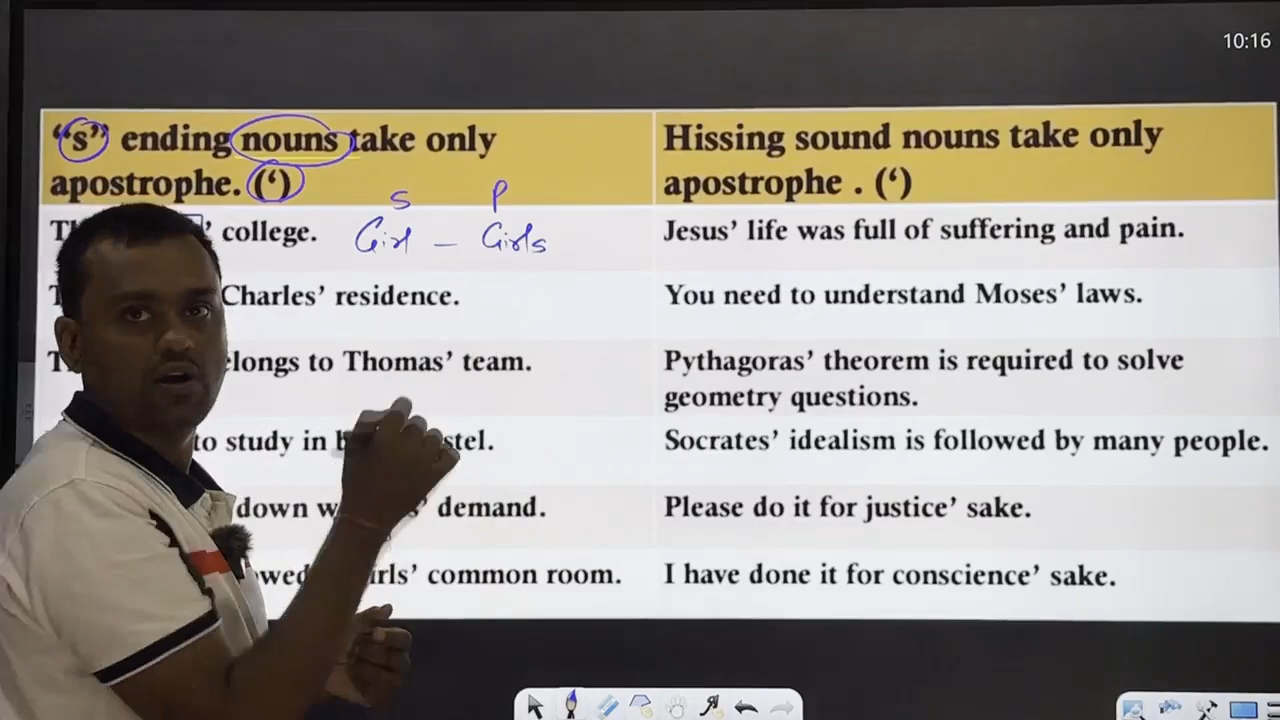 10:16
“s” ending nouns take only
apostrophe. (‘)
Hissing sound nouns take only
apostrophe . (‘)
S P
’ college.
Girl – Girls
Jesus’ life was full of suffering and pain.
Charles’ residence.
You need to understand Moses’ laws.
to Thomas’ team.
Pythagoras’ theorem is required to solve
geometry questions.
to study in
Socrates’ idealism is followed by many people.
down
’ demand.
Please do it for justice’ sake.
’ common room.
I have done it for conscience’ sake.